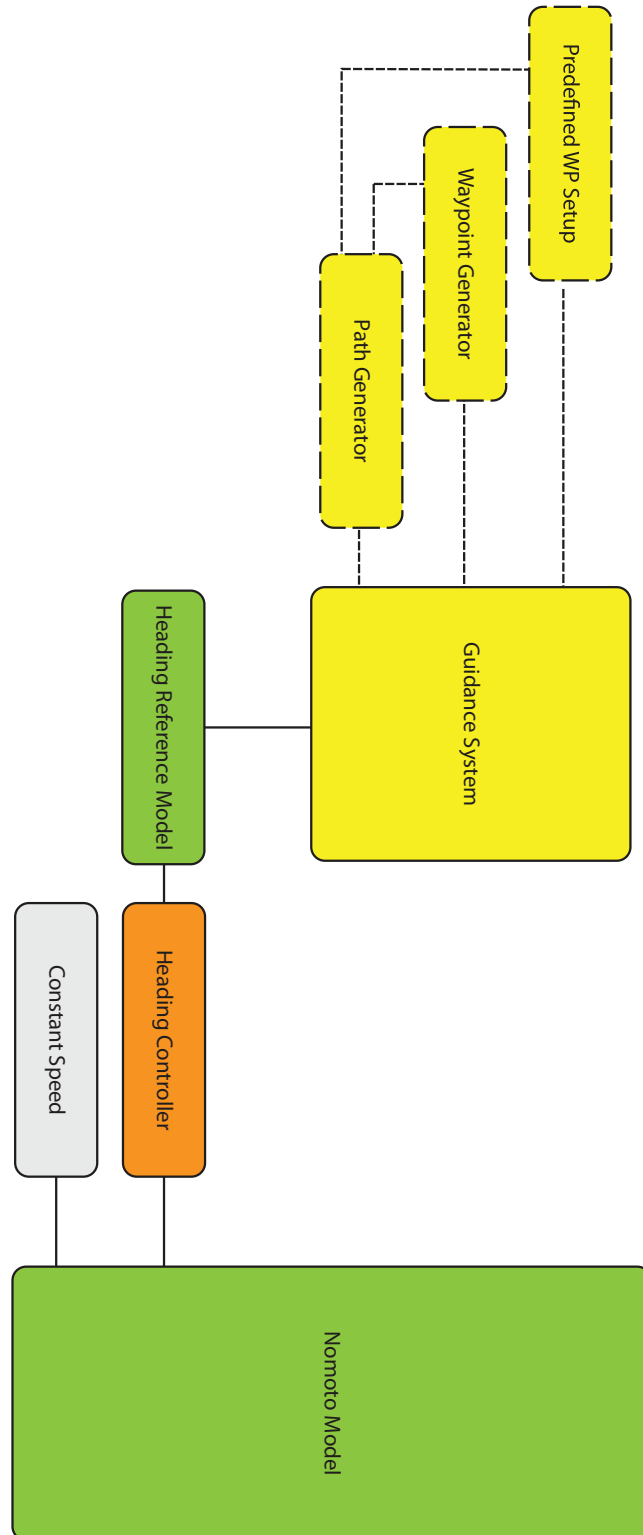 Predefined WP Setup
Waypoint Generator
Path Generator
Guidance System
Heading Reference Model
Heading Controller
Constant Speed
Nomoto Model